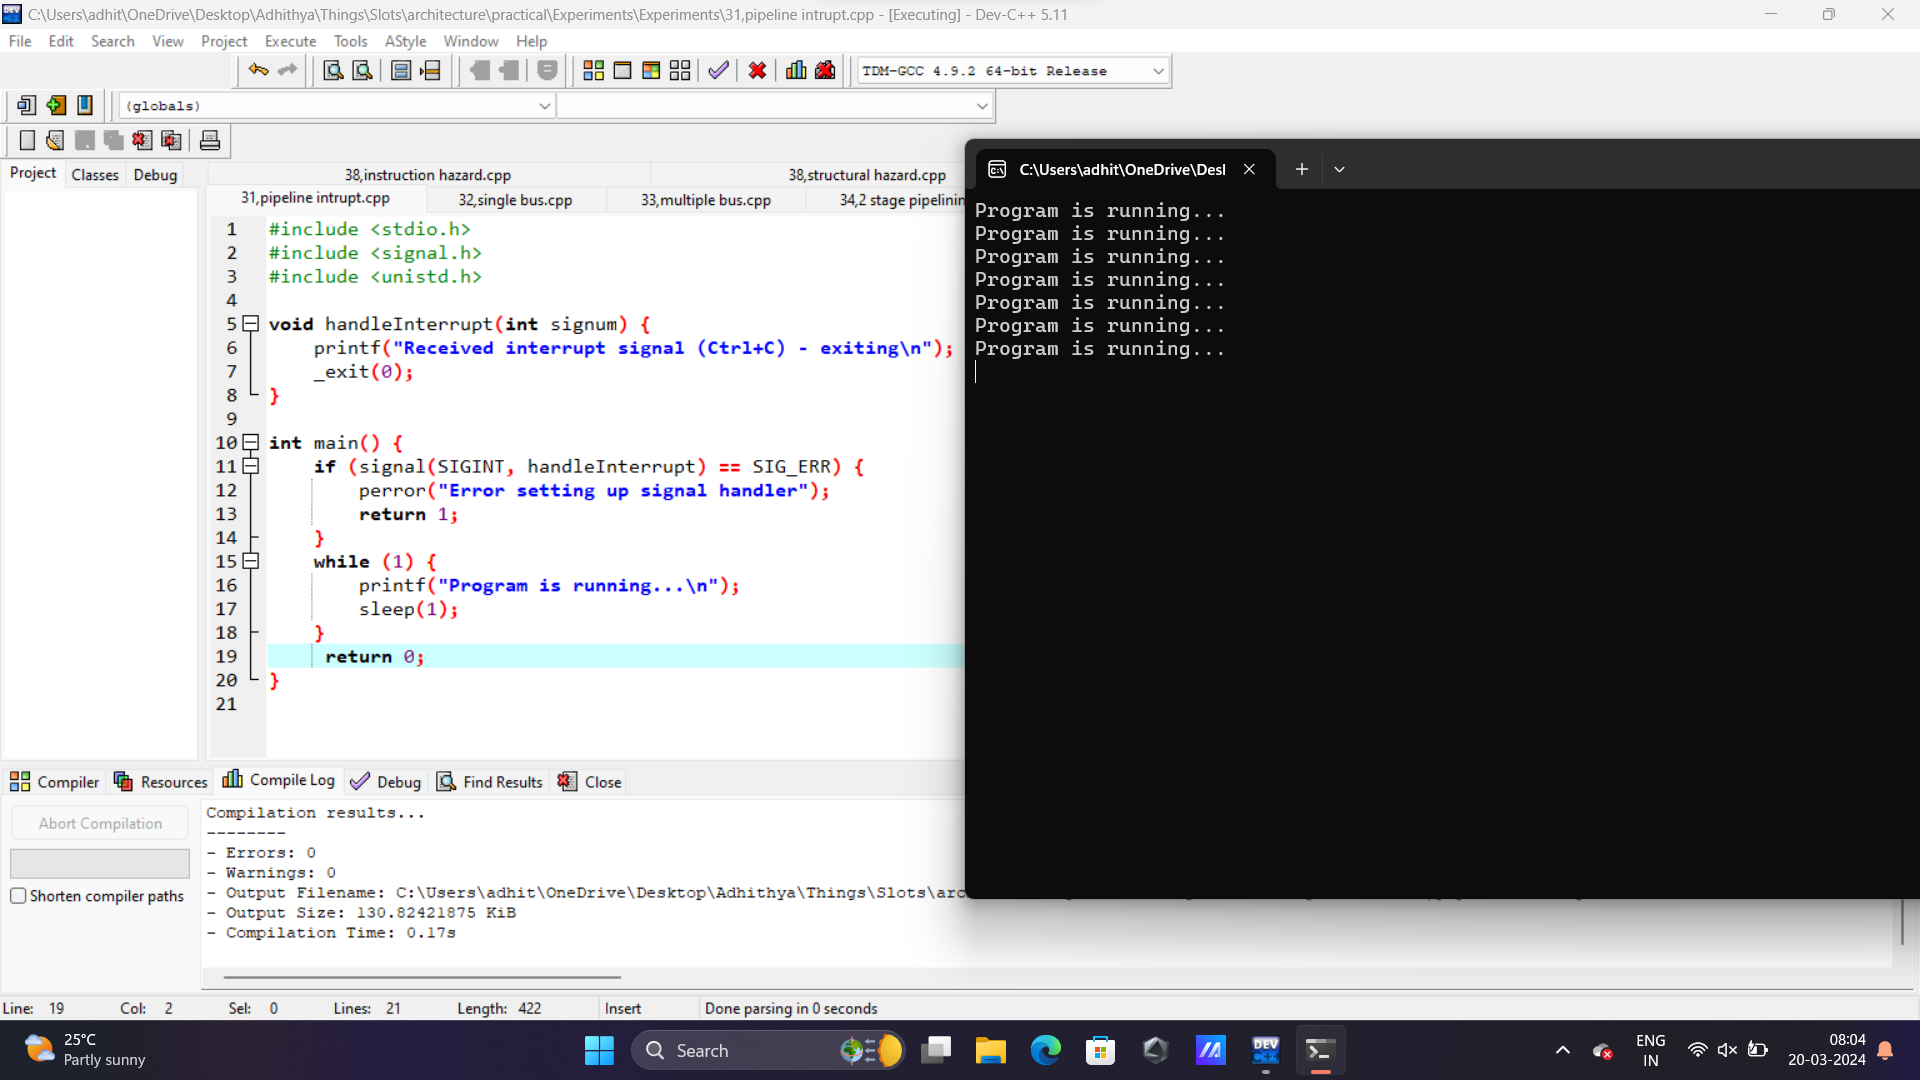 C:\Users\adhit\OneDrive\Desktop\Adhithya\Things\Slots\architecture\practical\Experiments\Experiments\31,pipeline intrupt.cpp - [Executing] - Dev-C++ 5.11
File Edit Search View Project Execute Tools AStyle Window Help
TDM-GCC 4.9.2 64-bit Release
(globals)
Project Classes Debug
38,instruction hazard.cpp 38,structural hazard.cpp
31,pipeline intrupt.cpp 32,single bus.cpp 33,multiple bus.cpp 34,2 stage pipelinin
1 #include <stdio.h>
2 #include <signal.h>
3 #include <unistd.h>
4
5 void handleInterrupt(int signum) {
6 printf("Received interrupt signal (Ctrl+C) - exiting\n");
7 _exit(0);
8 }
9
10 int main() {
11 if (signal(SIGINT, handleInterrupt) == SIG_ERR) {
12 perror("Error setting up signal handler");
13 return 1;
14 }
15 while (1) {
16 printf("Program is running...\n");
17 sleep(1);
18 }
19 return 0;
20 }
21
C:\Users\adhit\OneDrive\Desl
Program is running...
Program is running...
Program is running...
Program is running...
Program is running...
Program is running...
Program is running...
Compiler Resources Compile Log Debug Find Results Close
Abort Compilation
Shorten compiler paths
Compilation results...
--------
- Errors: 0
- Warnings: 0
- Output Filename: C:\Users\adhit\OneDrive\Desktop\Adhithya\Things\Slots\arc
- Output Size: 130.82421875 KiB
- Compilation Time: 0.17s
Line: 19 Col: 2 Sel: 0 Lines: 21 Length: 422 Insert Done parsing in 0 seconds
25°C
Partly sunny
Search
DEV
C++
ENG
IN
08:04
20-03-2024